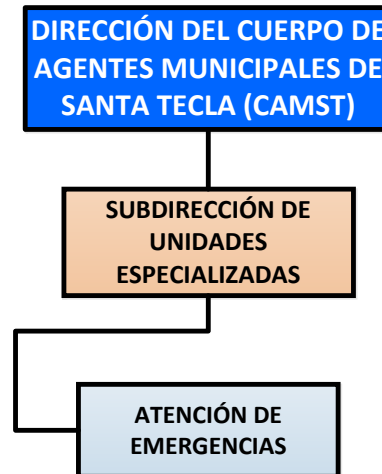 DIRECCIÓN DEL CUERPO DE
AGENTES MUNICIPALES DE
SANTA TECLA (CAMST)
SUBDIRECCIÓN DE
UNIDADES
ESPECIALIZADAS
ATENCIÓN DE
EMERGENCIAS